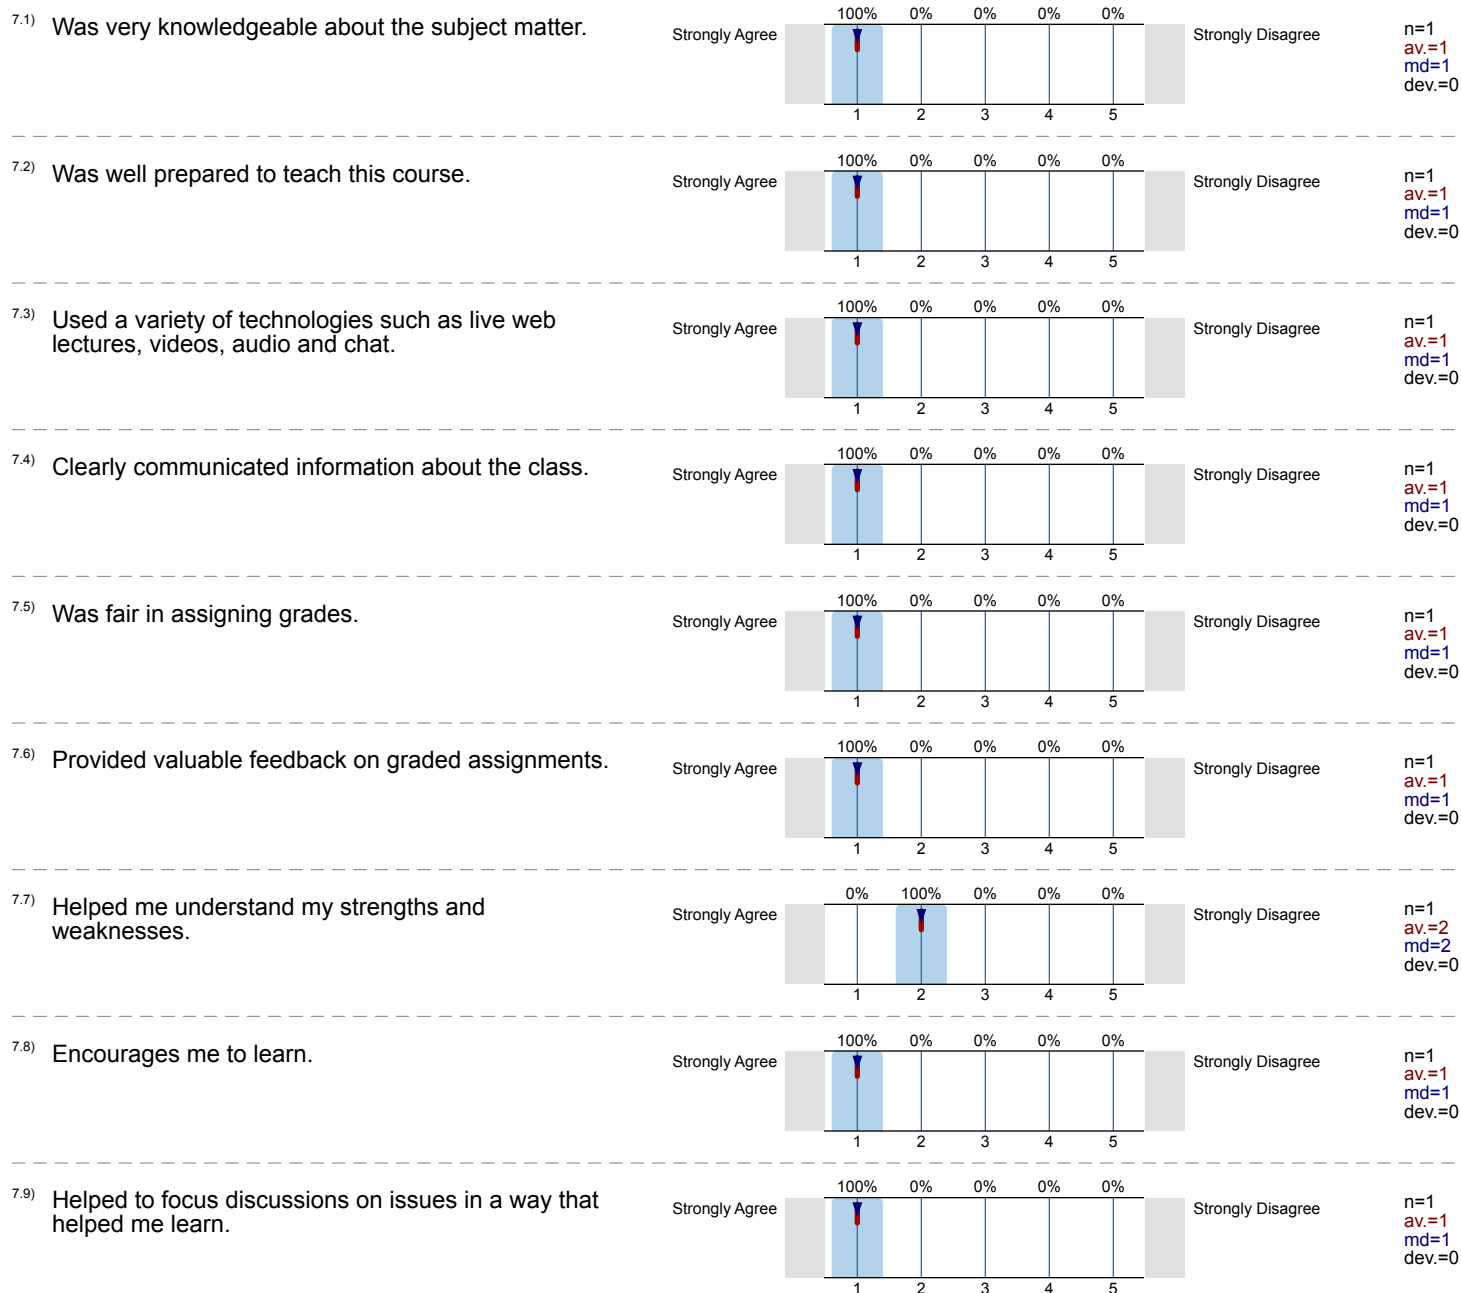 7.1) Was very knowledgeable about the subject matter.
100% 0% 0% 0% 0%
Strongly Agree Strongly Disagree
1 2 3 4 5
n=1
av.=1
md=1
dev.=0
7.2) Was well prepared to teach this course.
100% 0% 0% 0% 0%
Strongly Agree Strongly Disagree
1 2 3 4 5
n=1
av.=1
md=1
dev.=0
7.3) Used a variety of technologies such as live web
lectures, videos, audio and chat.
100% 0% 0% 0% 0%
Strongly Agree Strongly Disagree
1 2 3 4 5
n=1
av.=1
md=1
dev.=0
7.4) Clearly communicated information about the class.
100% 0% 0% 0% 0%
Strongly Agree Strongly Disagree
1 2 3 4 5
n=1
av.=1
md=1
dev.=0
7.5) Was fair in assigning grades.
100% 0% 0% 0% 0%
Strongly Agree Strongly Disagree
1 2 3 4 5
n=1
av.=1
md=1
dev.=0
7.6) Provided valuable feedback on graded assignments.
100% 0% 0% 0% 0%
Strongly Agree Strongly Disagree
1 2 3 4 5
n=1
av.=1
md=1
dev.=0
7.7) Helped me understand my strengths and
weaknesses.
0% 100% 0% 0% 0%
Strongly Agree Strongly Disagree
1 2 3 4 5
n=1
av.=2
md=2
dev.=0
7.8) Encourages me to learn.
100% 0% 0% 0% 0%
Strongly Agree Strongly Disagree
1 2 3 4 5
n=1
av.=1
md=1
dev.=0
7.9) Helped to focus discussions on issues in a way that
helped me learn.
100% 0% 0% 0% 0%
Strongly Agree Strongly Disagree
1 2 3 4 5
n=1
av.=1
md=1
dev.=0